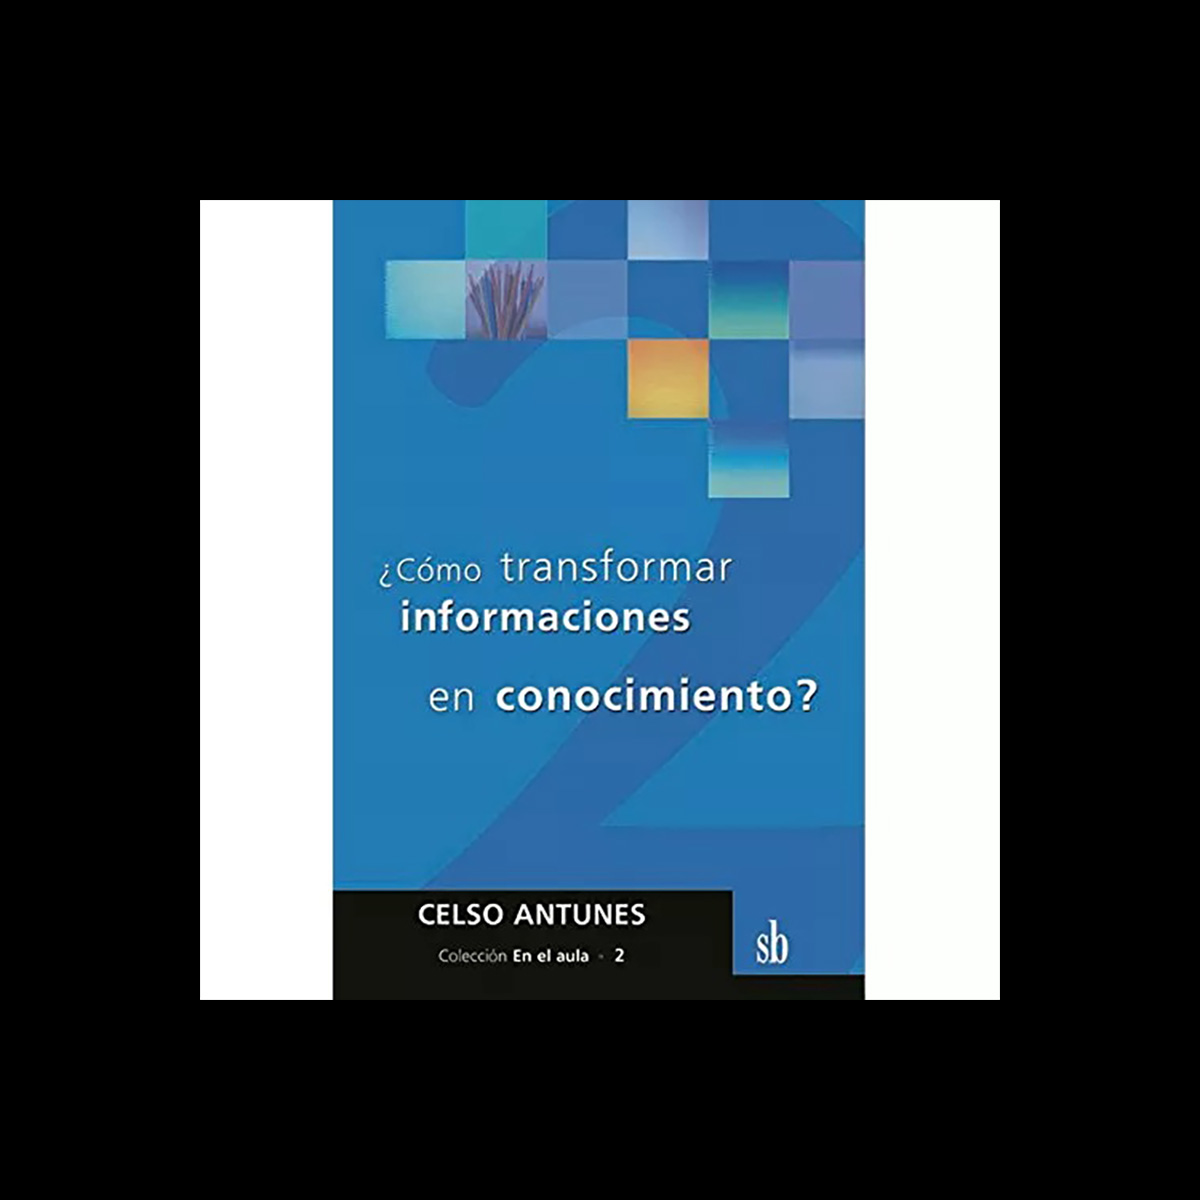 ¿Cómo transformar
informaciones
en conocimiento?
CELSO ANTUNES
Colección En el aula • 2
sb